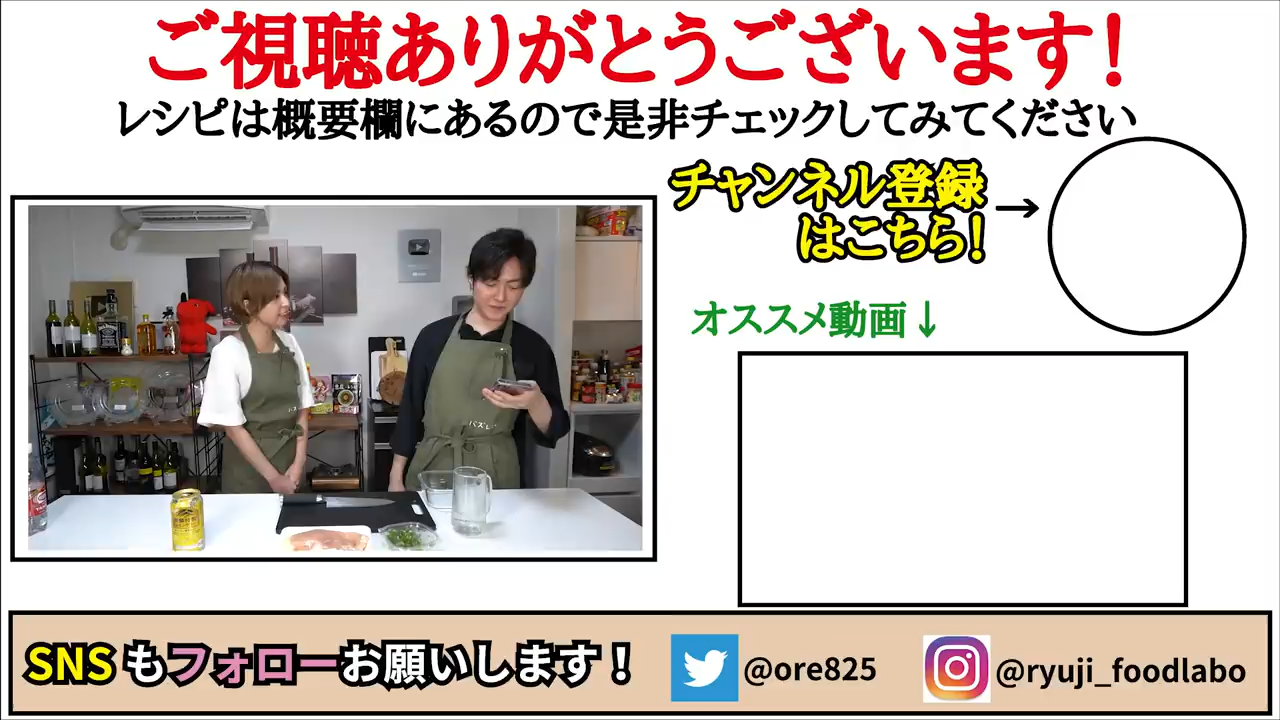 ご視聴ありがとうございます！
レシピは概要欄にあるので是非チェックしてみてください
チャンネル登録
はこちら！
→
オススメ動画↓
SNSもフォローお願いします！
@ore825
@ryuji_foodlabo